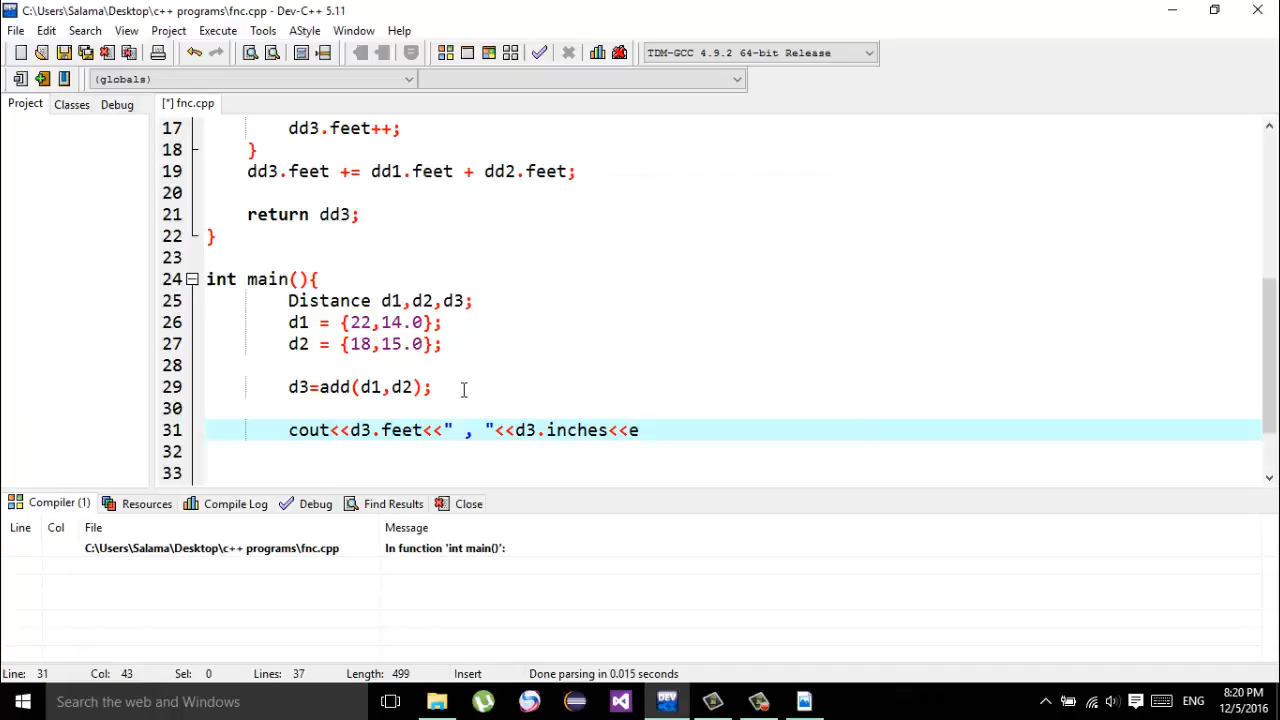 C:\Users\Salama\Desktop\c++ programs\fnc.cpp - Dev-C++ 5.11
File Edit Search View Project Execute Tools AStyle Window Help
TDM-GCC 4.9.2 64-bit Release
(globals)
Project Classes Debug [*] fnc.cpp
17 dd3.feet++;
18 }
19 dd3.feet += dd1.feet + dd2.feet;
20
21 return dd3;
22 }
23
24 int main(){
25 Distance d1,d2,d3;
26 d1 = {22,14.0};
27 d2 = {18,15.0};
28
29 d3=add(d1,d2);
30
31 cout<<d3.feet<<" , "<<d3.inches<<e
32
33
Compiler (1) Resources Compile Log Debug Find Results Close
Line Col File Message
C:\Users\Salama\Desktop\c++ programs\fnc.cpp In function 'int main()':
Line: 31 Col: 43 Sel: 0 Lines: 37 Length: 499 Insert Done parsing in 0.015 seconds
Search the web and Windows DEV ENG 8:20 PM
12/5/2016